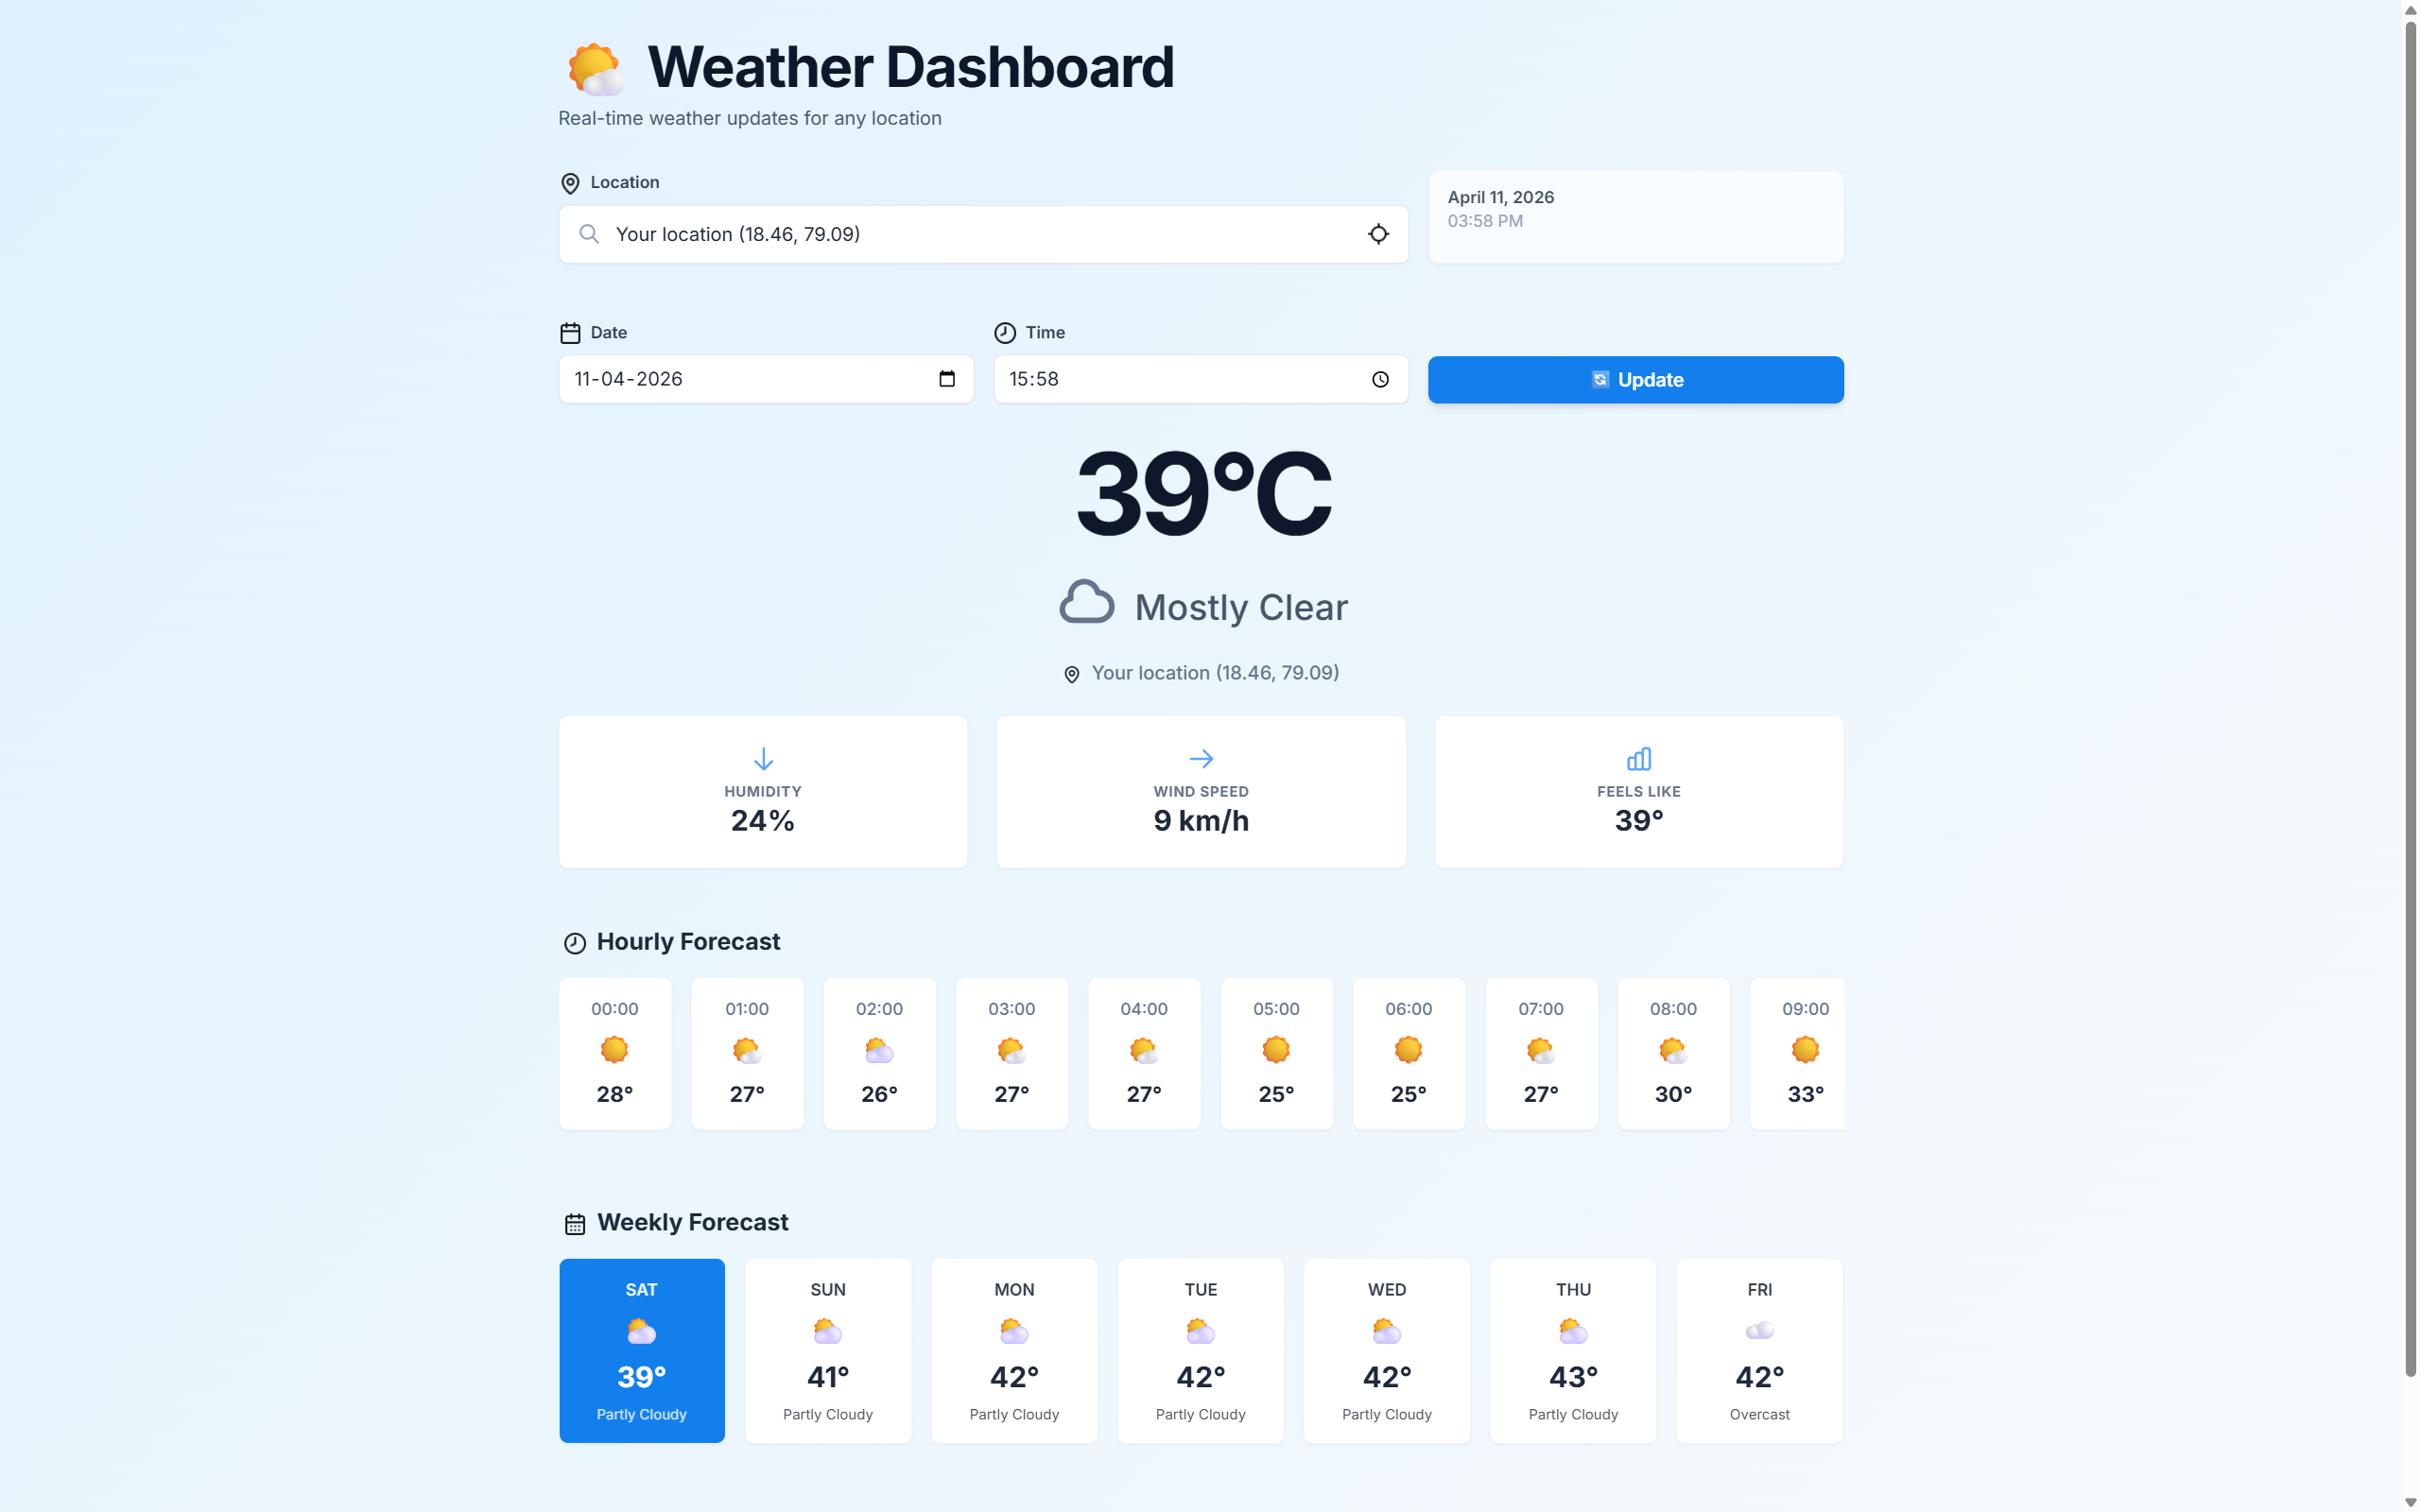 Weather Dashboard
Real-time weather updates for any location
Location
Your location (18.46, 79.09)
April 11, 2026
03:58 PM
Date
Time
11-04-2026
15:58
Update
39°C
Mostly Clear
Your location (18.46, 79.09)
HUMIDITY
24%
WIND SPEED
9 km/h
FEELS LIKE
39°
Hourly Forecast
00:00 01:00 02:00 03:00 04:00 05:00 06:00 07:00 08:00 09:00
28° 27° 26° 27° 27° 25° 25° 27° 30° 33°
Weekly Forecast
SAT SUN MON TUE WED THU FRI
39° 41° 42° 42° 42° 43° 42°
Partly Cloudy Partly Cloudy Partly Cloudy Partly Cloudy Partly Cloudy Partly Cloudy Overcast